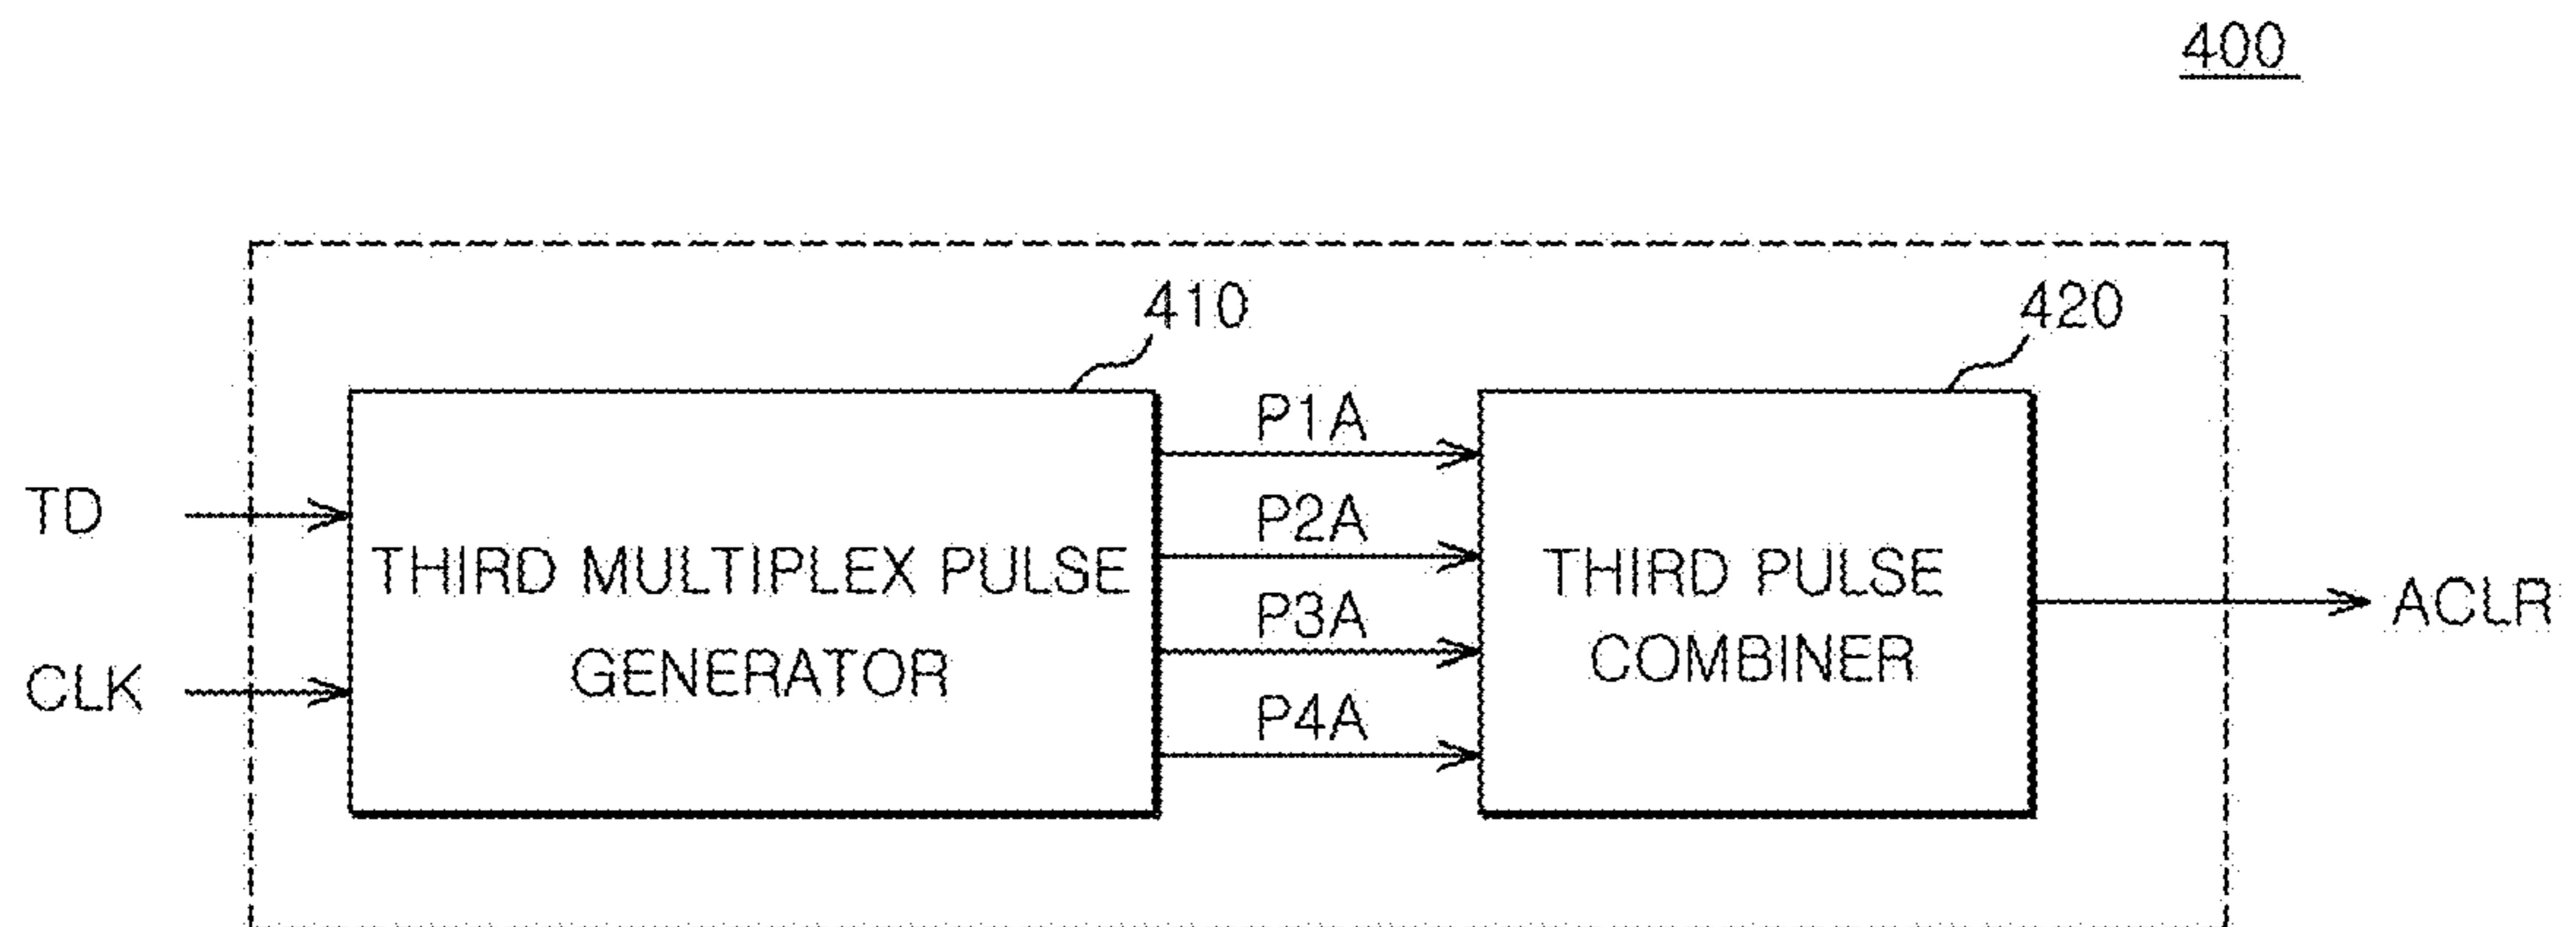 400
410
420
P1A
P2A
P3A
P4A
TD
CLK
THIRD MULTIPLEX PULSE
GENERATOR
THIRD PULSE
COMBINER
ACLR